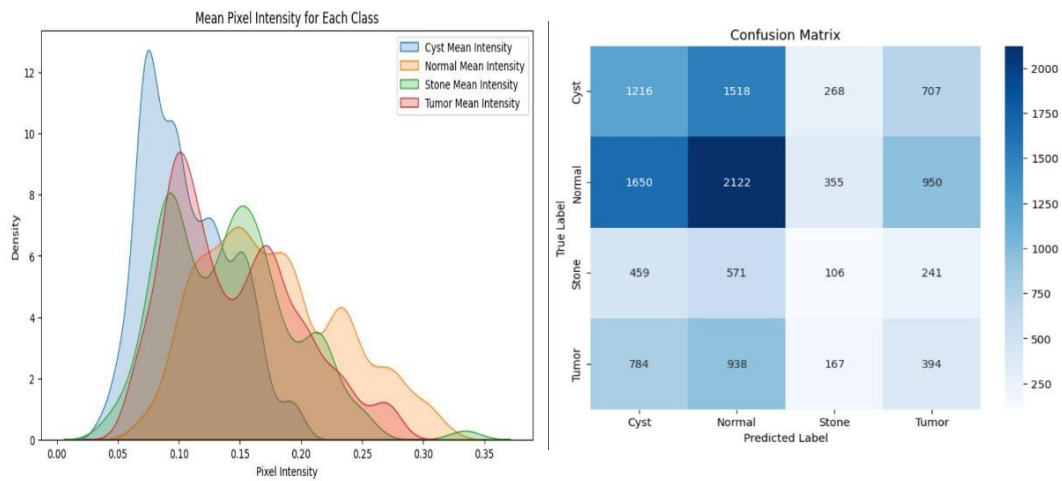 Mean Pixel Intensity for Each Class
Cyst Mean Intensity
Normal Mean Intensity
Stone Mean Intensity
Tumor Mean Intensity
Density
12
10
8
6
4
2
0
0.00 0.05 0.10 0.15 0.20 0.25 0.30 0.35
Pixel Intensity
Confusion Matrix
True Label
Cyst 1216 1518 268 707
Normal 1650 2122 355 950
Stone 459 571 106 241
Tumor 784 938 167 394
Cyst Normal Stone Tumor
Predicted Label
2000
1750
1500
1250
1000
750
500
250